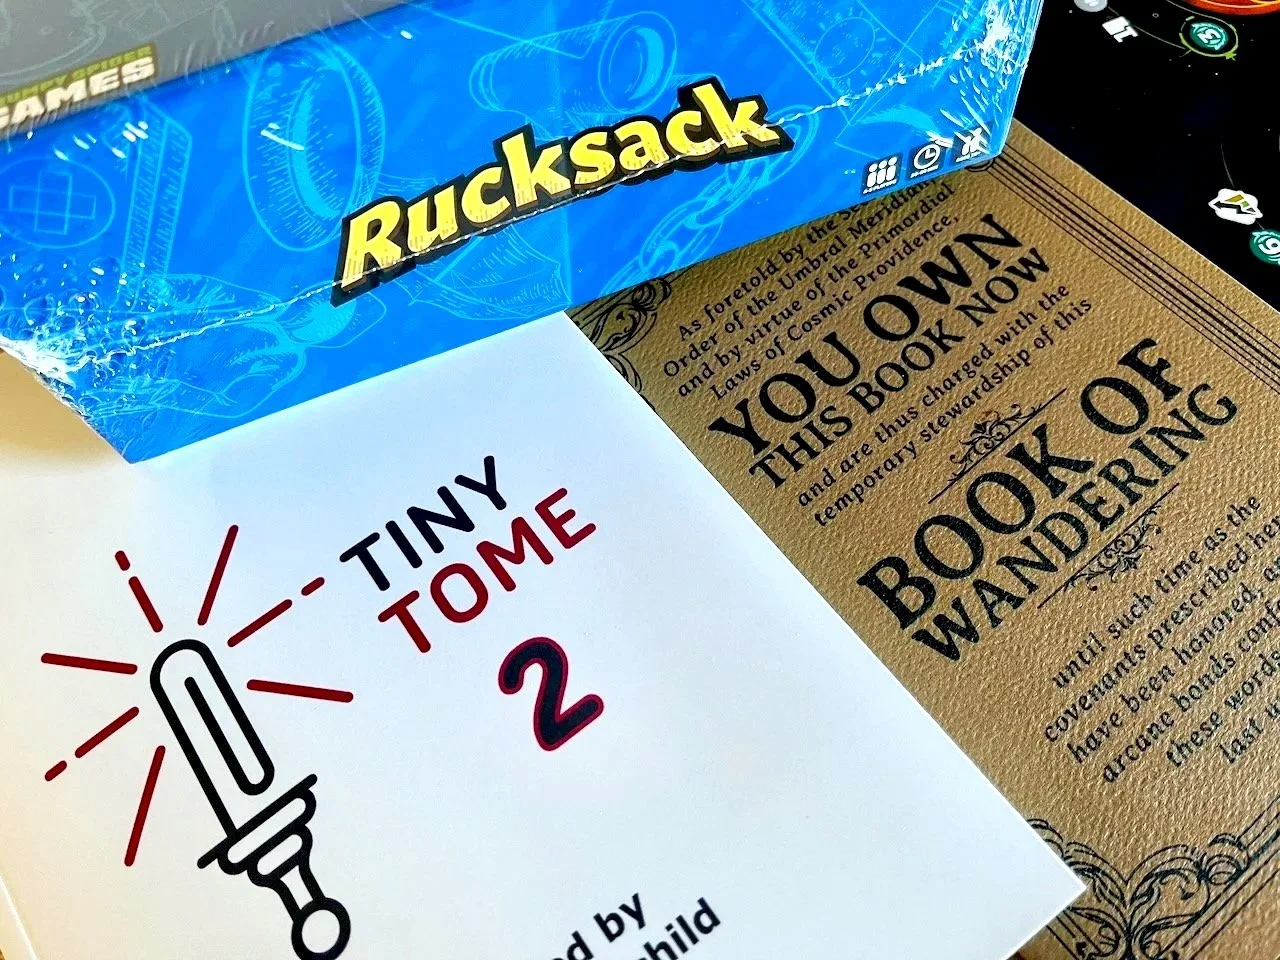 GAMES
Rucksack
TINY
TOME
2
ed by
child
As foretold by the
Order of the Umbral Meridian,
and by virtue of the Primordial
Laws of Cosmic Providence,
YOU OWN
THIS BOOK NOW
and are thus charged with the
temporary stewardship of this
BOOK OF
WANDERING
until such time as the
covenants prescribed
have been honored,
arcane bonds
these words
last